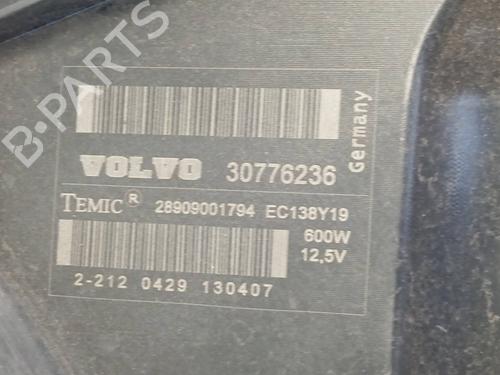 B-PARTS
Germany
VOLVO 30776236
TEMIC® 28909001794 EC138Y19
600W
12,5V
2-212 0429 130407